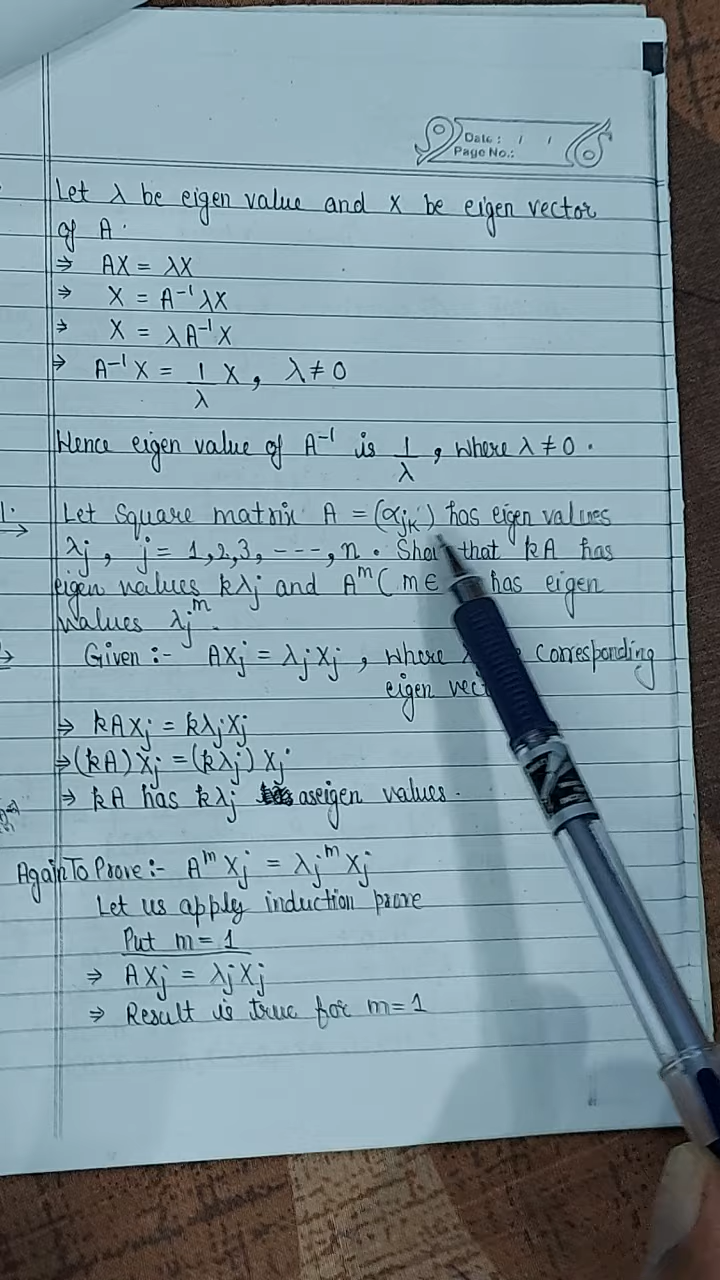 Date : / /
Page No.:
Let λ be eigen value and X be eigen vector
of A.
⇒ AX = λX
⇒ X = A⁻¹λX
⇒ X = λA⁻¹X
⇒ A⁻¹X = 1/λ X, λ ≠ 0
Hence eigen value of A⁻¹ is 1/λ, where λ ≠ 0.
1. Let Square matrix A = (αjk) has eigen values
→ λj, j = 1,2,3, ----, n. Show that kA has
eigen values kλj and Aᵐ (m∈ has eigen
values λjᵐ.
Given :- AXj = λjXj, where corresponding
eigen
⇒ kAXj = kλjXj
⇒ (kA)Xj = (kλj)Xj
⇒ kA has kλj as eigen values.
Again To Prove :- AᵐXj = λjᵐXj
Let us apply induction prove
Put m = 1
⇒ AXj = λjXj
⇒ Result is true for m = 1